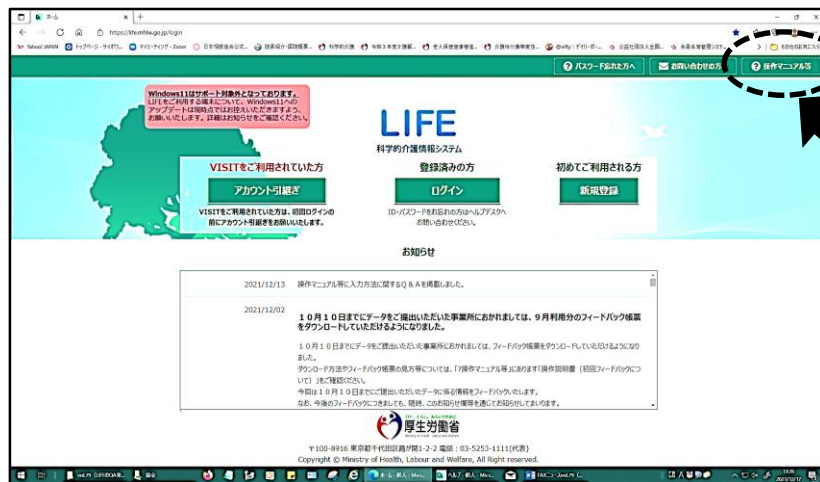 ホーム
https://life.mhlw.go.jp/login
Yahoo! JAPAN
パスワード忘れた方へ
お問い合わせの方
操作マニュアル等
Windows11はサポート対象外となっております。
LIFEをご利用する端末について、Windows11への
アップデートは現時点ではお控えいただきますよう、
お願いいたします。詳細はお知らせをご確認ください。
LIFE
科学的介護情報システム
VISITをご利用されていた方
登録済みの方
初めてご利用される方
アカウント引継ぎ
ログイン
新規登録
VISITをご利用されていた方は、初回ログインの
前にアカウント引継ぎをお願いいたします。
ID・パスワードをお忘れの方はヘルプデスクへ
お問い合わせください。
お知らせ
2021/12/13 操作マニュアル等に入力方法に関するQ&Aを掲載しました。
2021/12/02 10月10日までにデータをご提出いただいた事業所におかれましては、9月利用分のフィードバック帳票
をダウンロードしていただけるようになりました。
10月10日までにデータをご提出いただいた事業所におかれましては、フィードバック帳票をダウンロードしていただけるようになり
ました。
ダウンロード方法やフィードバック帳票の見方等については、「?操作マニュアル等」にあります「操作説明書（初回フィードバックにつ
いて）」をご確認ください。
今回は10月10日までにご提出いただいたデータに係る情報をフィードバックいたします。
なお、今後のフィードバックにつきましても、随時、このお知らせ欄等を通じてお知らせしてまいります。
厚生労働省
〒100-8916 東京都千代田区霞が関1-2-2 電話：03-5253-1111(代表)
Copyright © Ministry of Health, Labour and Welfare, All Right reserved.
2021/12/17